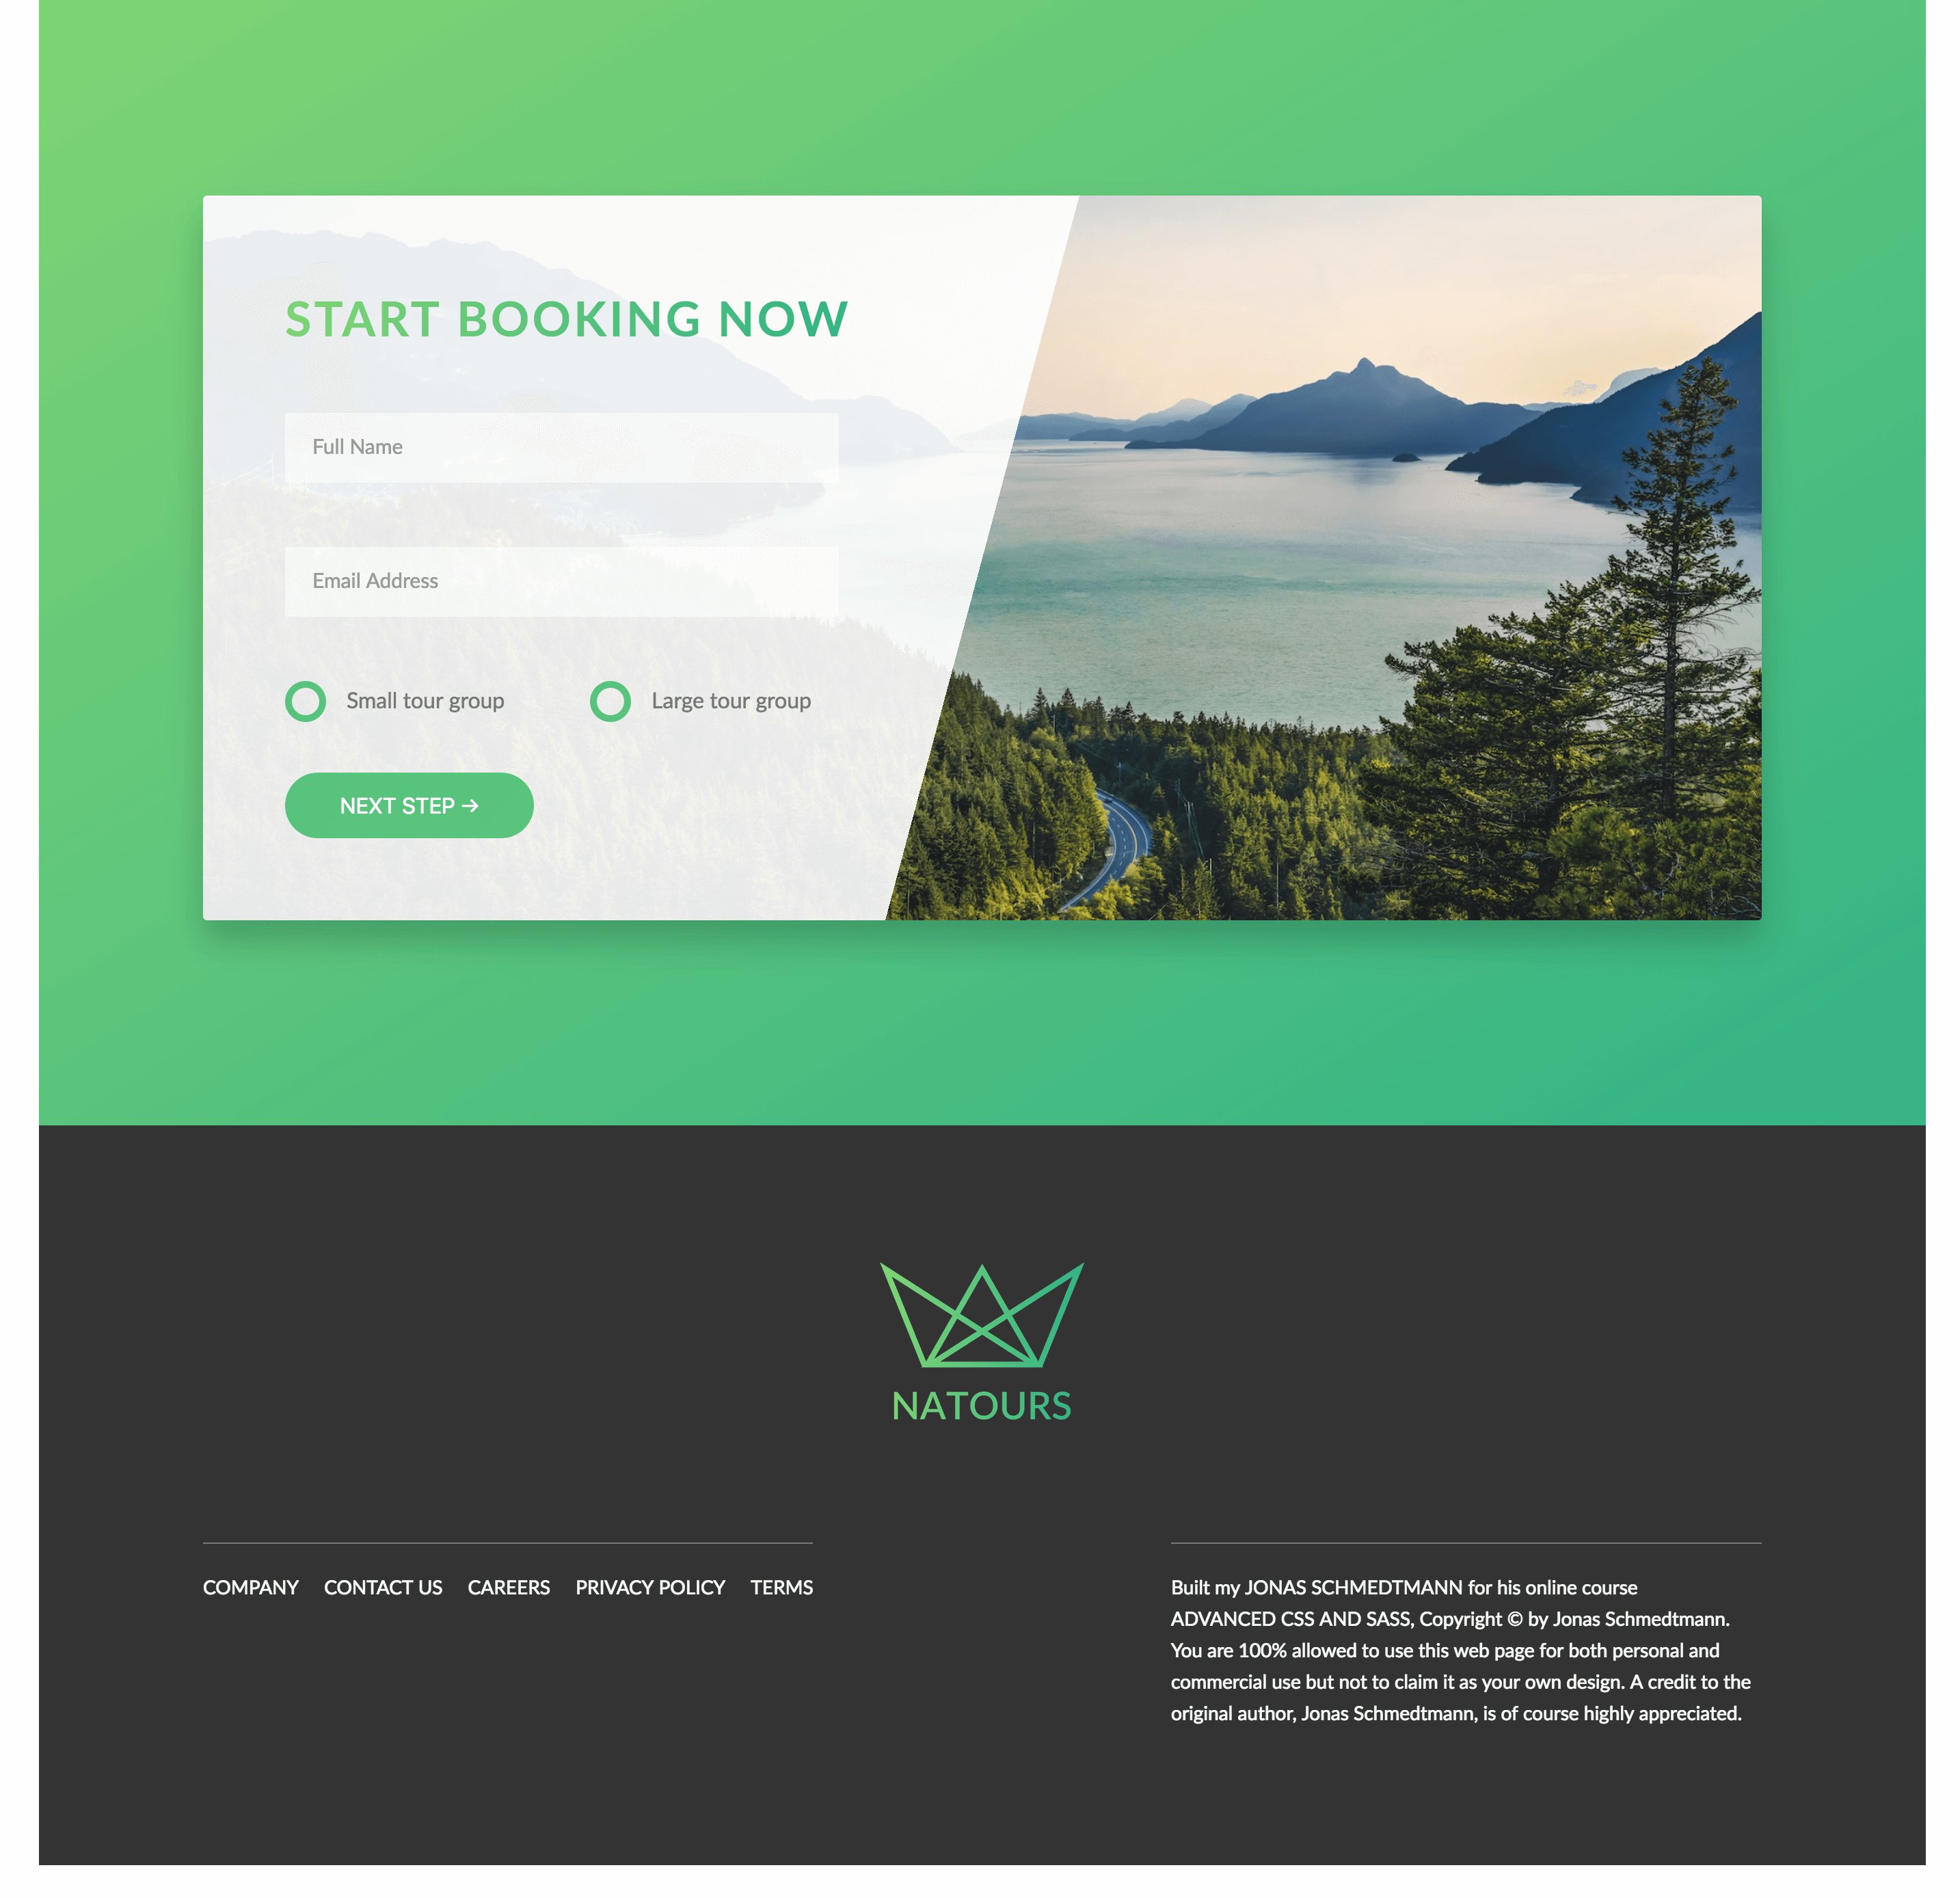 START BOOKING NOW
Full Name
Email Address
Small tour group
Large tour group
NEXT STEP →
NATOURS
COMPANY CONTACT US CAREERS PRIVACY POLICY TERMS
Built my JONAS SCHMEDTMANN for his online course
ADVANCED CSS AND SASS, Copyright © by Jonas Schmedtmann.
You are 100% allowed to use this web page for both personal and
commercial use but not to claim it as your own design. A credit to the
original author, Jonas Schmedtmann, is of course highly appreciated.